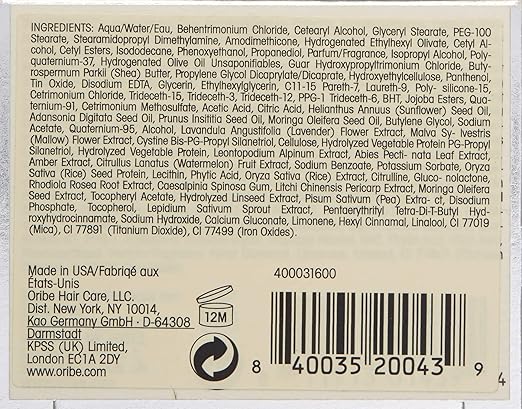 INGREDIENTS: Aqua/Water/Eau, Behentrimonium Chloride, Cetearyl Alcohol, Glyceryl Stearate, PEG-100
Stearate, Stearamidopropyl Dimethylamine, Amodimethicone, Hydrogenated Ethylhexyl Olivate, Cetyl Al-
cohol, Cetyl Esters, Isododecane, Phenoxyethanol, Propanediol, Parfum/Fragrance, Isopropyl Alcohol, Poly-
quaternium-37, Hydrogenated Olive Oil Unsaponifiables, Guar Hydroxypropyltrimonium Chloride, Buty-
rospermum Parkii (Shea) Butter, Propylene Glycol Dicaprylate/Dicaprate, Hydroxyethylcellulose, Panthenol,
Tin Oxide, Disodium EDTA, Glycerin, Ethylhexylglycerin, C11-15 Pareth-7, Laureth-9, Poly- silicone-15,
Cetrimonium Chloride, Trideceth-15, Trideceth-3, Trideceth-12, PPG-1 Trideceth-6, BHT, Jojoba Esters, Qua-
ternium-91, Cetrimonium Methosulfate, Acetic Acid, Citric Acid, Helianthus Annuus (Sunflower) Seed Oil,
Adansonia Digitata Seed Oil, Prunus Insititia Seed Oil, Moringa Oleifera Seed Oil, Butylene Glycol, Sodium
Acetate, Quaternium-95, Alcohol, Lavandula Angustifolia (Lavender) Flower Extract, Malva Sy- lvestris
(Mallow) Flower Extract, Cystine Bis-PG-Propyl Silanetriol, Cellulose, Hydrolyzed Vegetable Protein PG-Propyl
Silanetriol, Hydrolyzed Vegetable Protein, Leontopodium Alpinum Extract, Abies Pecti- nata Leaf Extract,
Amber Extract, Citrullus Lanatus (Watermelon) Fruit Extract, Sodium Benzoate, Potassium Sorbate, Oryza
Sativa (Rice) Seed Protein, Lecithin, Phytic Acid, Oryza Sativa (Rice) Extract, Citrulline, Gluco- nolactone,
Rhodiola Rosea Root Extract, Caesalpinia Spinosa Gum, Litchi Chinensis Pericarp Extract, Moringa Oleifera
Seed Extract, Tocopheryl Acetate, Hydrolyzed Linseed Extract, Pisum Sativum (Pea) Extra- ct, Disodium
Phosphate, Tocopherol, Lepidium Sativum Sprout Extract, Pentaerythrityl Tetra-Di-T-Butyl Hyd-
roxyhydrocinnamate, Sodium Hydroxide, Calcium Gluconate, Limonene, Hexyl Cinnamal, Linalool, CI 77019
(Mica), CI 77891 (Titanium Dioxide), CI 77499 (Iron Oxides).
Made in USA/Fabriqé aux
États-Unis
Oribe Hair Care, LLC.
Dist. New York, NY 10014,
Kao Germany GmbH · D-64308
Darmstadt
KPSS (UK) Limited,
London EC1A 2DY
www.oribe.com
12M
400031600
8 40035 20043 9
4